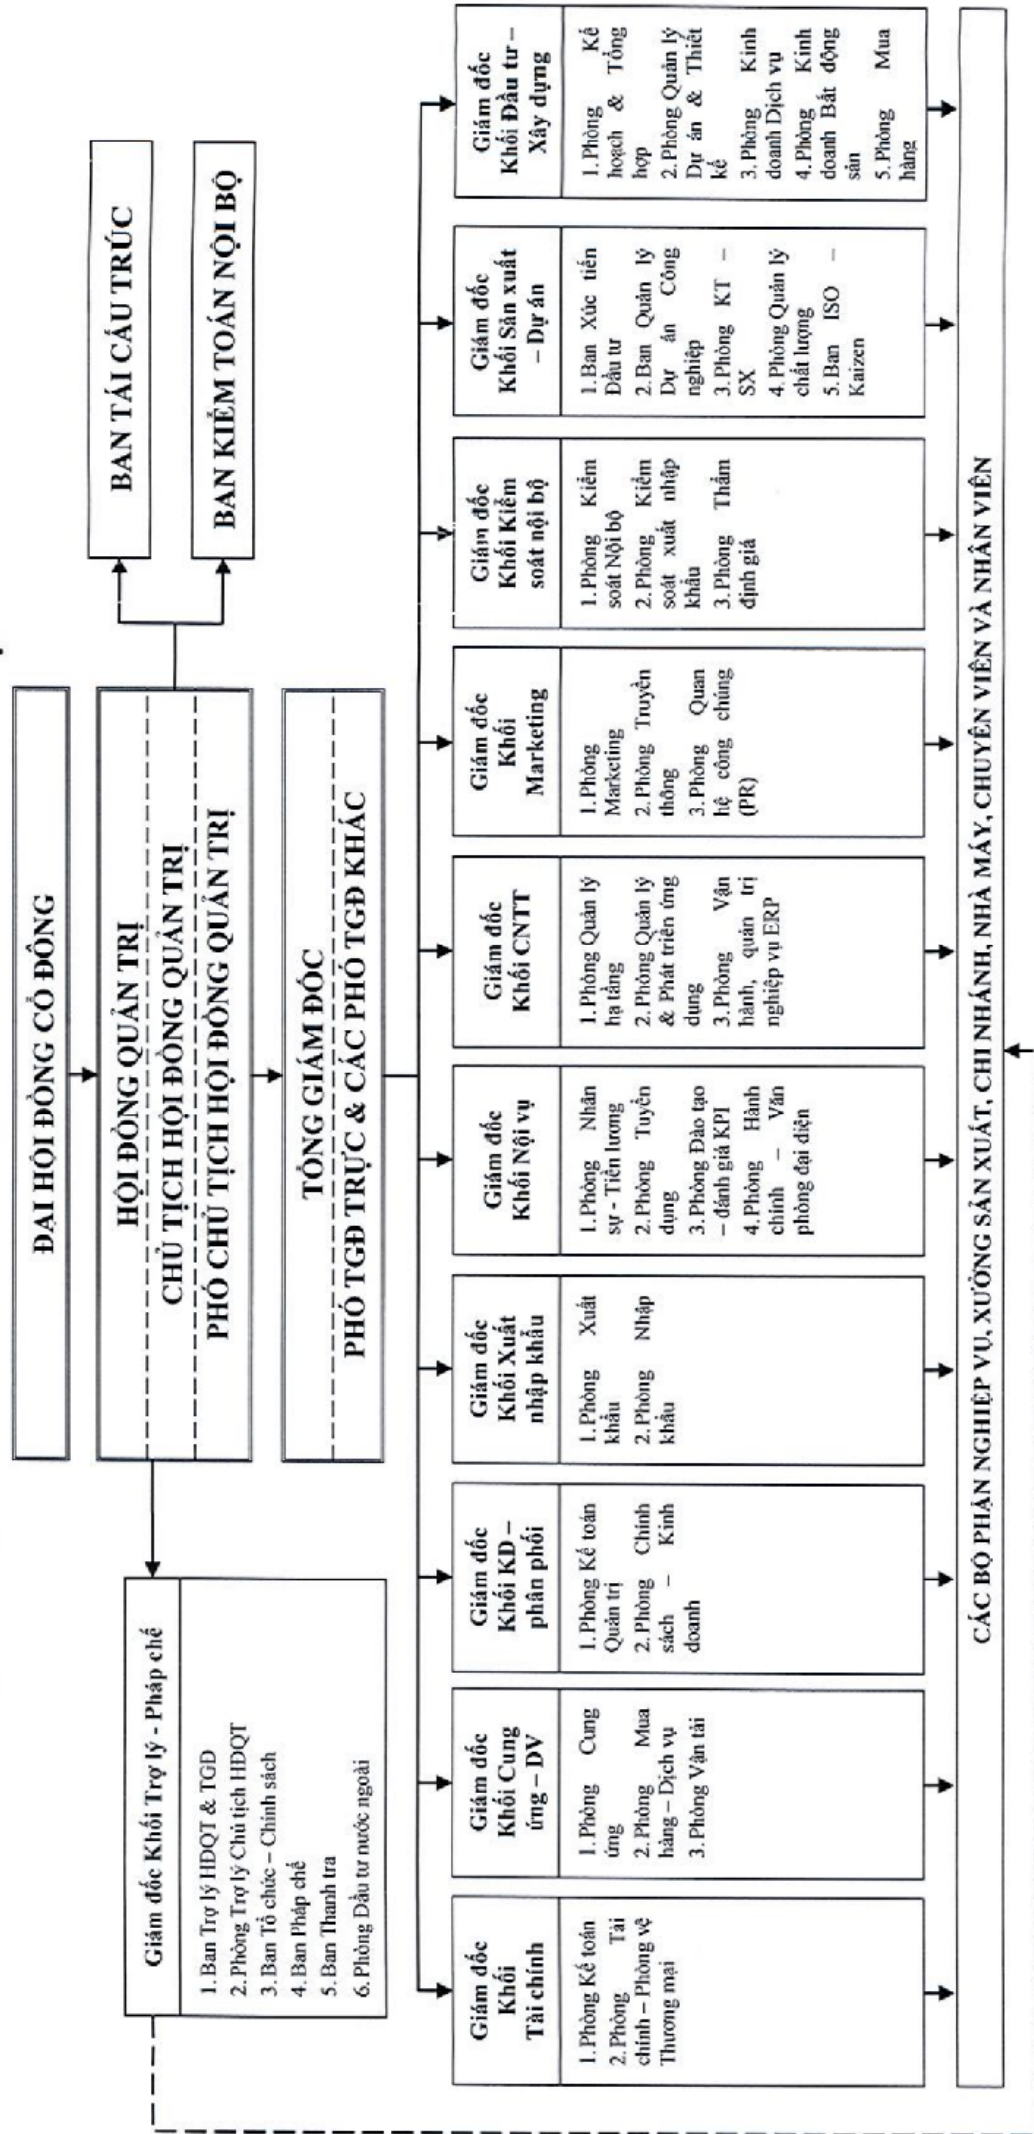 ĐẠI HỘI ĐỒNG CỔ ĐÔNG
HỘI ĐỒNG QUẢN TRỊ
CHỦ TỊCH HỘI ĐỒNG QUẢN TRỊ
PHÓ CHỦ TỊCH HỘI ĐỒNG QUẢN TRỊ
BAN TÁI CẤU TRÚC
BAN KIỂM TOÁN NỘI BỘ
Giám đốc Khối Trợ lý - Pháp chế
1. Ban Trợ lý HĐQT & TGĐ
2. Phòng Trợ lý Chủ tịch HĐQT
3. Ban Tổ chức – Chính sách
4. Ban Pháp chế
5. Ban Thanh tra
6. Phòng Đầu tư nước ngoài
TỔNG GIÁM ĐỐC
PHÓ TGĐ TRỰC & CÁC PHÓ TGĐ KHÁC
Giám đốc
Khối
Tài chính
1. Phòng Kế toán
2. Phòng Tài
chính – Phòng vệ
Thương mại
Giám đốc
Khối Cung
ứng – DV
1. Phòng Cung
ứng
2. Phòng Mua
hàng – Dịch vụ
3. Phòng Vận tải
Giám đốc
Khối KD –
phân phối
1. Phòng Kế toán
Quản trị
2. Phòng Chính
sách – Kinh
doanh
Giám đốc
Khối Xuất
nhập khẩu
1. Phòng Xuất
khẩu
2. Phòng Nhập
khẩu
Giám đốc
Khối Nội vụ
1. Phòng Nhân
sự - Tiền lương
2. Phòng Tuyển
dụng
3. Phòng Đào tạo
– đánh giá KPI
4. Phòng Hành
chính – Văn
phòng đại diện
Giám đốc
Khối CNTT
1. Phòng Quản lý
hạ tầng
2. Phòng Quản lý
& Phát triển ứng
dụng
3. Phòng Vận
hành, quản trị
nghiệp vụ ERP
Giám đốc
Khối
Marketing
1. Phòng
Marketing
2. Phòng Truyền
thông
3. Phòng Quan
hệ công chúng
(PR)
Giám đốc
Khối Kiểm
soát nội bộ
1. Phòng Kiểm
soát Nội bộ
2. Phòng Kiểm
soát xuất nhập
khẩu
3. Phòng Thẩm
định giá
Giám đốc
Khối Sản xuất
– Dự án
1. Ban Xúc tiến
Đầu tư
2. Ban Quản lý
Dự án Công
nghiệp
3. Phòng KT –
SX
4. Phòng Quản lý
chất lượng
5. Ban ISO –
Kaizen
Giám đốc
Khối Đầu tư –
Xây dựng
1. Phòng Kế
hoạch & Tổng
hợp
2. Phòng Quản lý
Dự án & Thiết
kế
3. Phòng Kinh
doanh Dịch vụ
4. Phòng Kinh
doanh Bất động
sản
5. Phòng Mua
hàng
CÁC BỘ PHẬN NGHIỆP VỤ, XƯỞNG SẢN XUẤT, CHI NHÁNH, NHÀ MÁY, CHUYÊN VIÊN VÀ NHÂN VIÊN